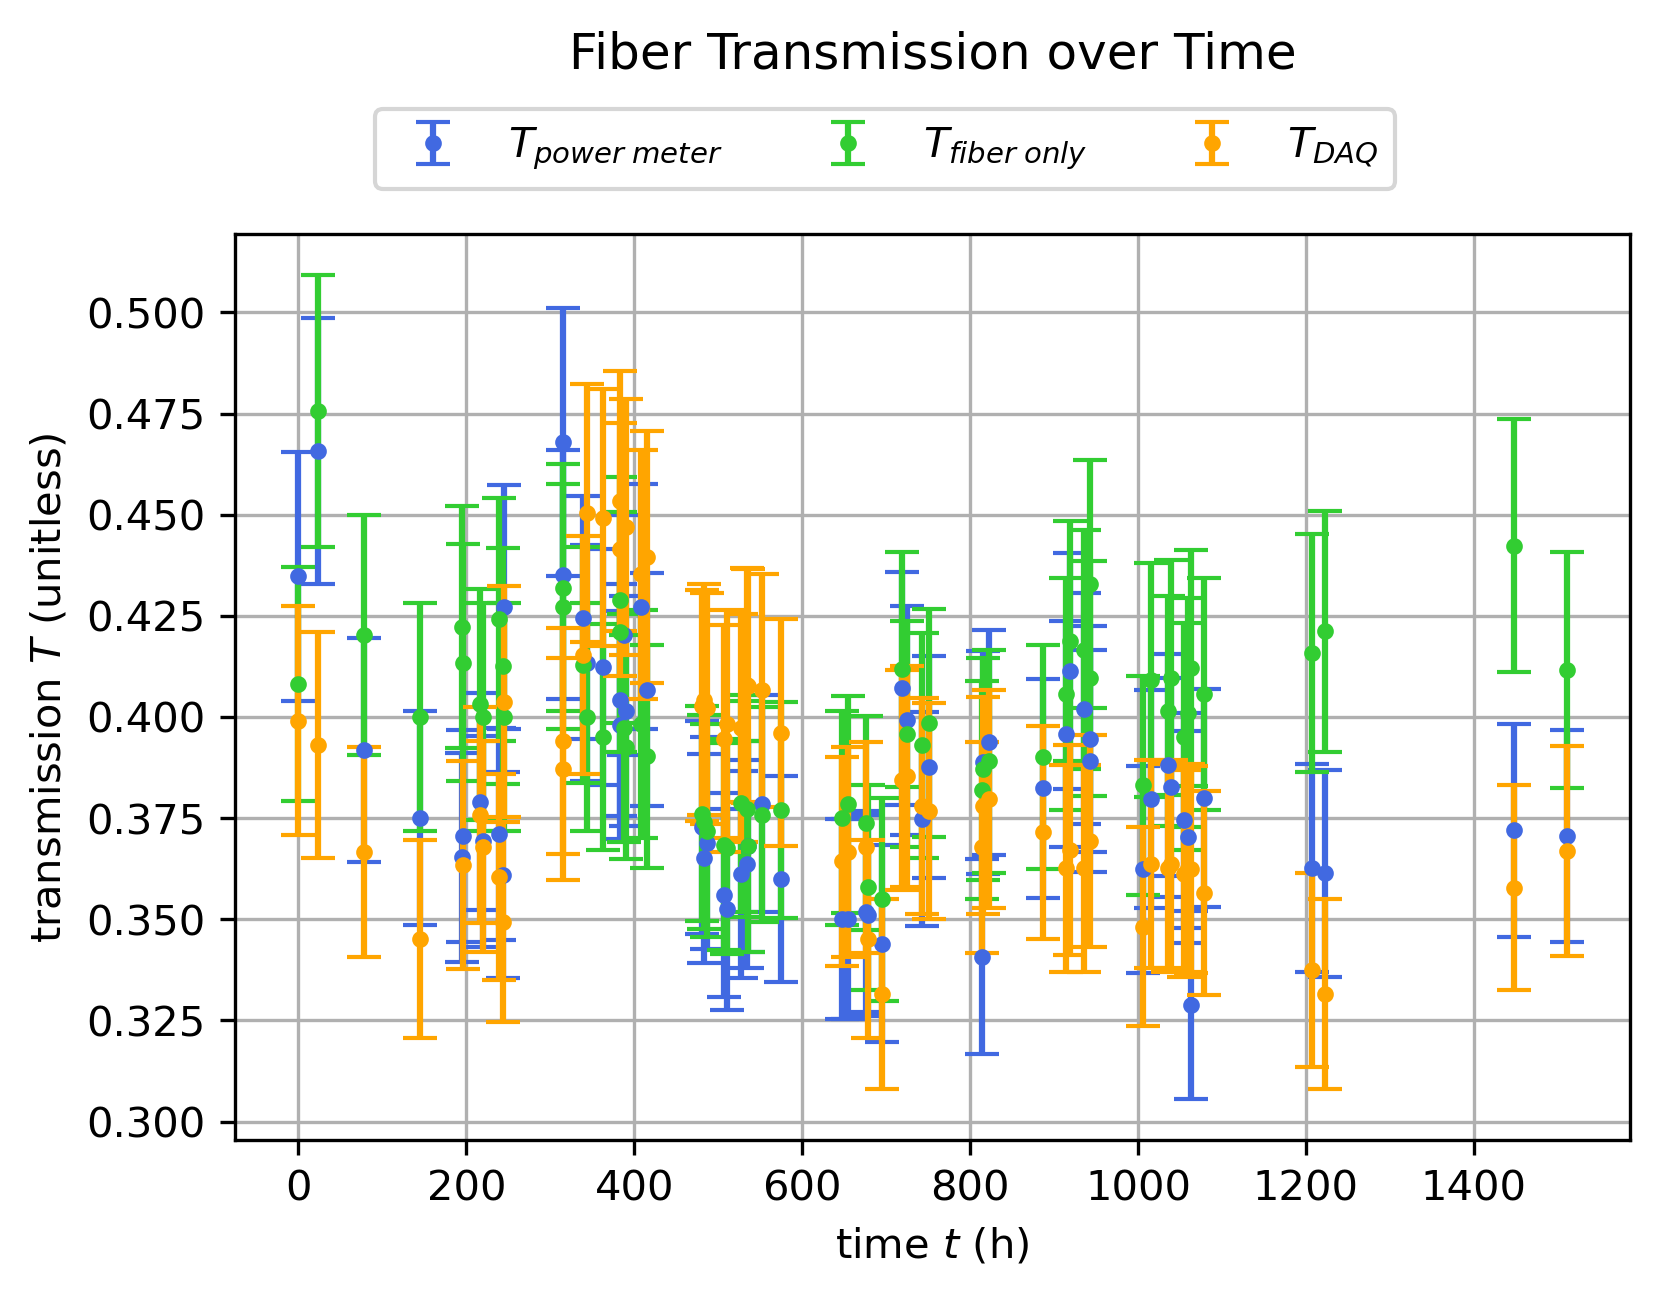 Fiber Transmission over Time
T_power meter T_fiber only T_DAQ
0.500
0.475
0.450
0.425
0.400
0.375
0.350
0.325
0.300
transmission T (unitless)
0 200 400 600 800 1000 1200 1400
time t (h)